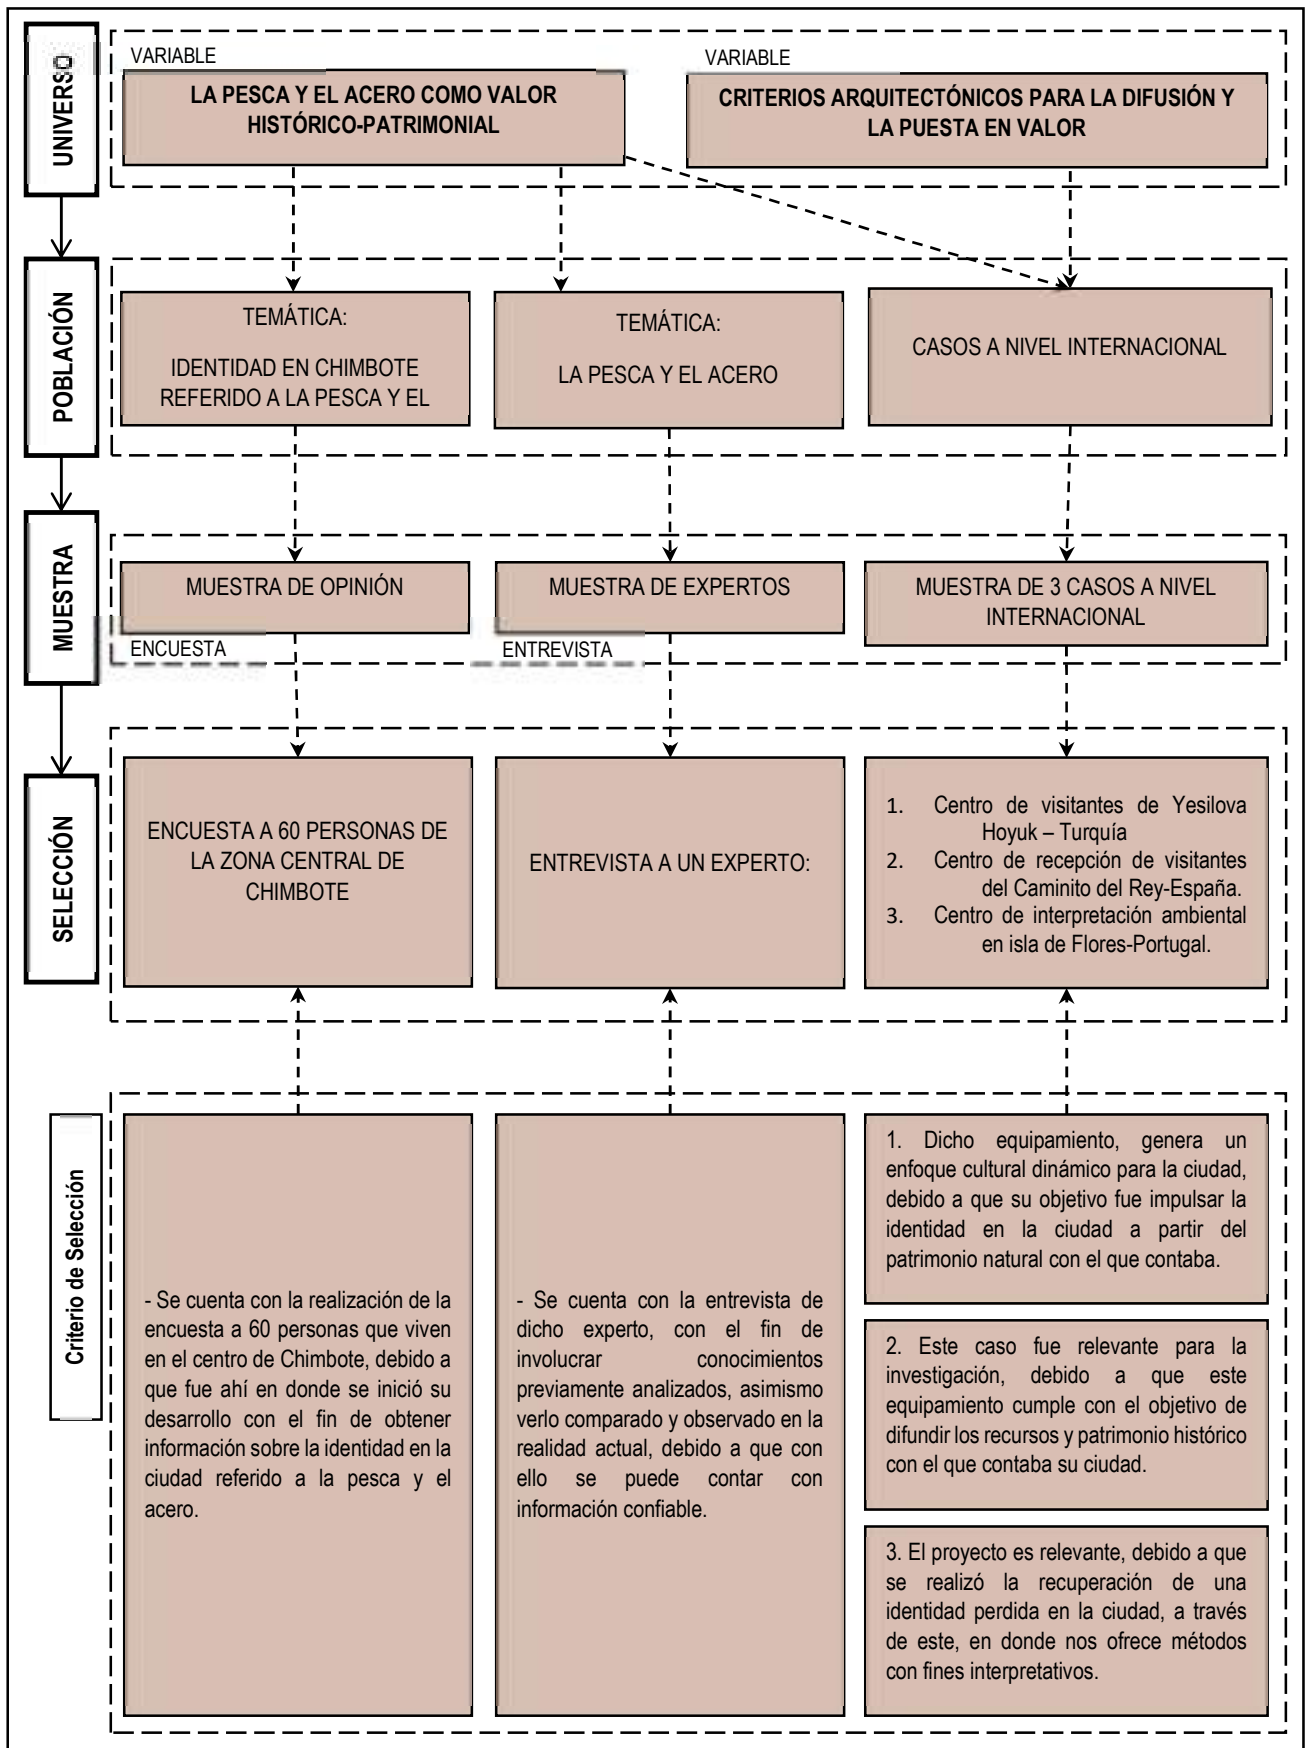 UNIVERSO
VARIABLE
LA PESCA Y EL ACERO COMO VALOR
HISTÓRICO-PATRIMONIAL
VARIABLE
CRITERIOS ARQUITECTÓNICOS PARA LA DIFUSIÓN Y
LA PUESTA EN VALOR
POBLACIÓN
TEMÁTICA:
IDENTIDAD EN CHIMBOTE
REFERIDO A LA PESCA Y EL
TEMÁTICA:
LA PESCA Y EL ACERO
CASOS A NIVEL INTERNACIONAL
MUESTRA
MUESTRA DE OPINIÓN
ENCUESTA
MUESTRA DE EXPERTOS
ENTREVISTA
MUESTRA DE 3 CASOS A NIVEL
INTERNACIONAL
SELECCIÓN
ENCUESTA A 60 PERSONAS DE
LA ZONA CENTRAL DE
CHIMBOTE
ENTREVISTA A UN EXPERTO:
1. Centro de visitantes de Yesilova
Hoyuk – Turquía
2. Centro de recepción de visitantes
del Caminito del Rey-España.
3. Centro de interpretación ambiental
en isla de Flores-Portugal.
Criterio de Selección
- Se cuenta con la realización de la
encuesta a 60 personas que viven
en el centro de Chimbote, debido a
que fue ahí en donde se inició su
desarrollo con el fin de obtener
información sobre la identidad en la
ciudad referido a la pesca y el
acero.
- Se cuenta con la entrevista de
dicho experto, con el fin de
involucrar conocimientos
previamente analizados, asimismo
verlo comparado y observado en la
realidad actual, debido a que con
ello se puede contar con
información confiable.
1. Dicho equipamiento, genera un
enfoque cultural dinámico para la ciudad,
debido a que su objetivo fue impulsar la
identidad en la ciudad a partir del
patrimonio natural con el que contaba.
2. Este caso fue relevante para la
investigación, debido a que este
equipamiento cumple con el objetivo de
difundir los recursos y patrimonio histórico
con el que contaba su ciudad.
3. El proyecto es relevante, debido a que
se realizó la recuperación de una
identidad perdida en la ciudad, a través
de este, en donde nos ofrece métodos
con fines interpretativos.